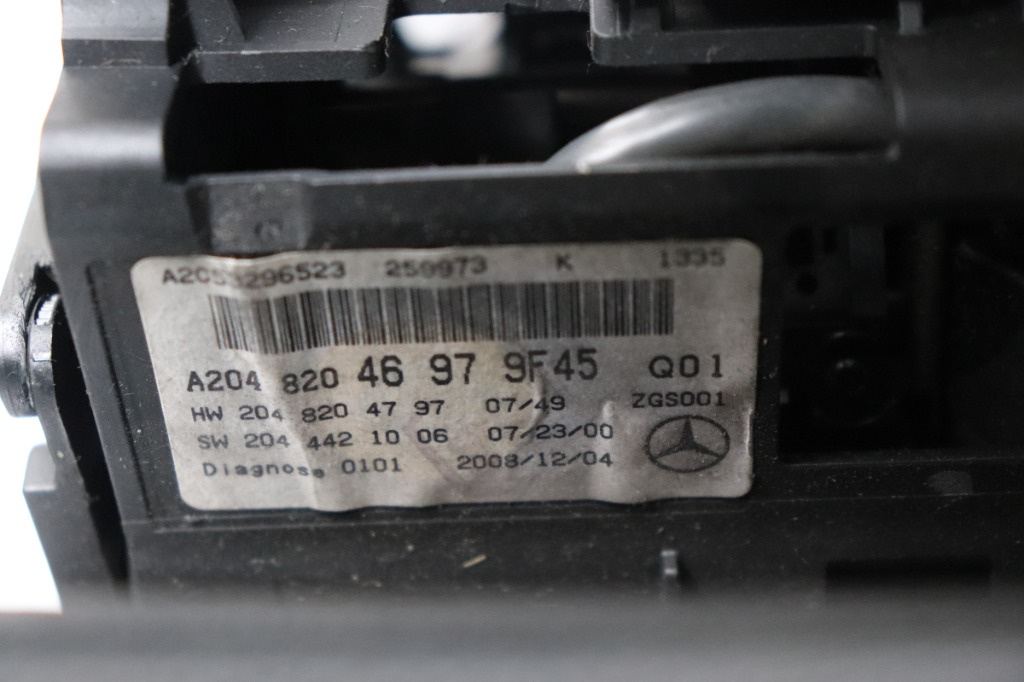 A2C53296523 259973 K 1335
A204 820 46 97 9F45 Q01
HW 204 820 47 97 07/49 ZGS001
SW 204 442 10 06 07/23/00
Diagnose 0101 2008/12/04